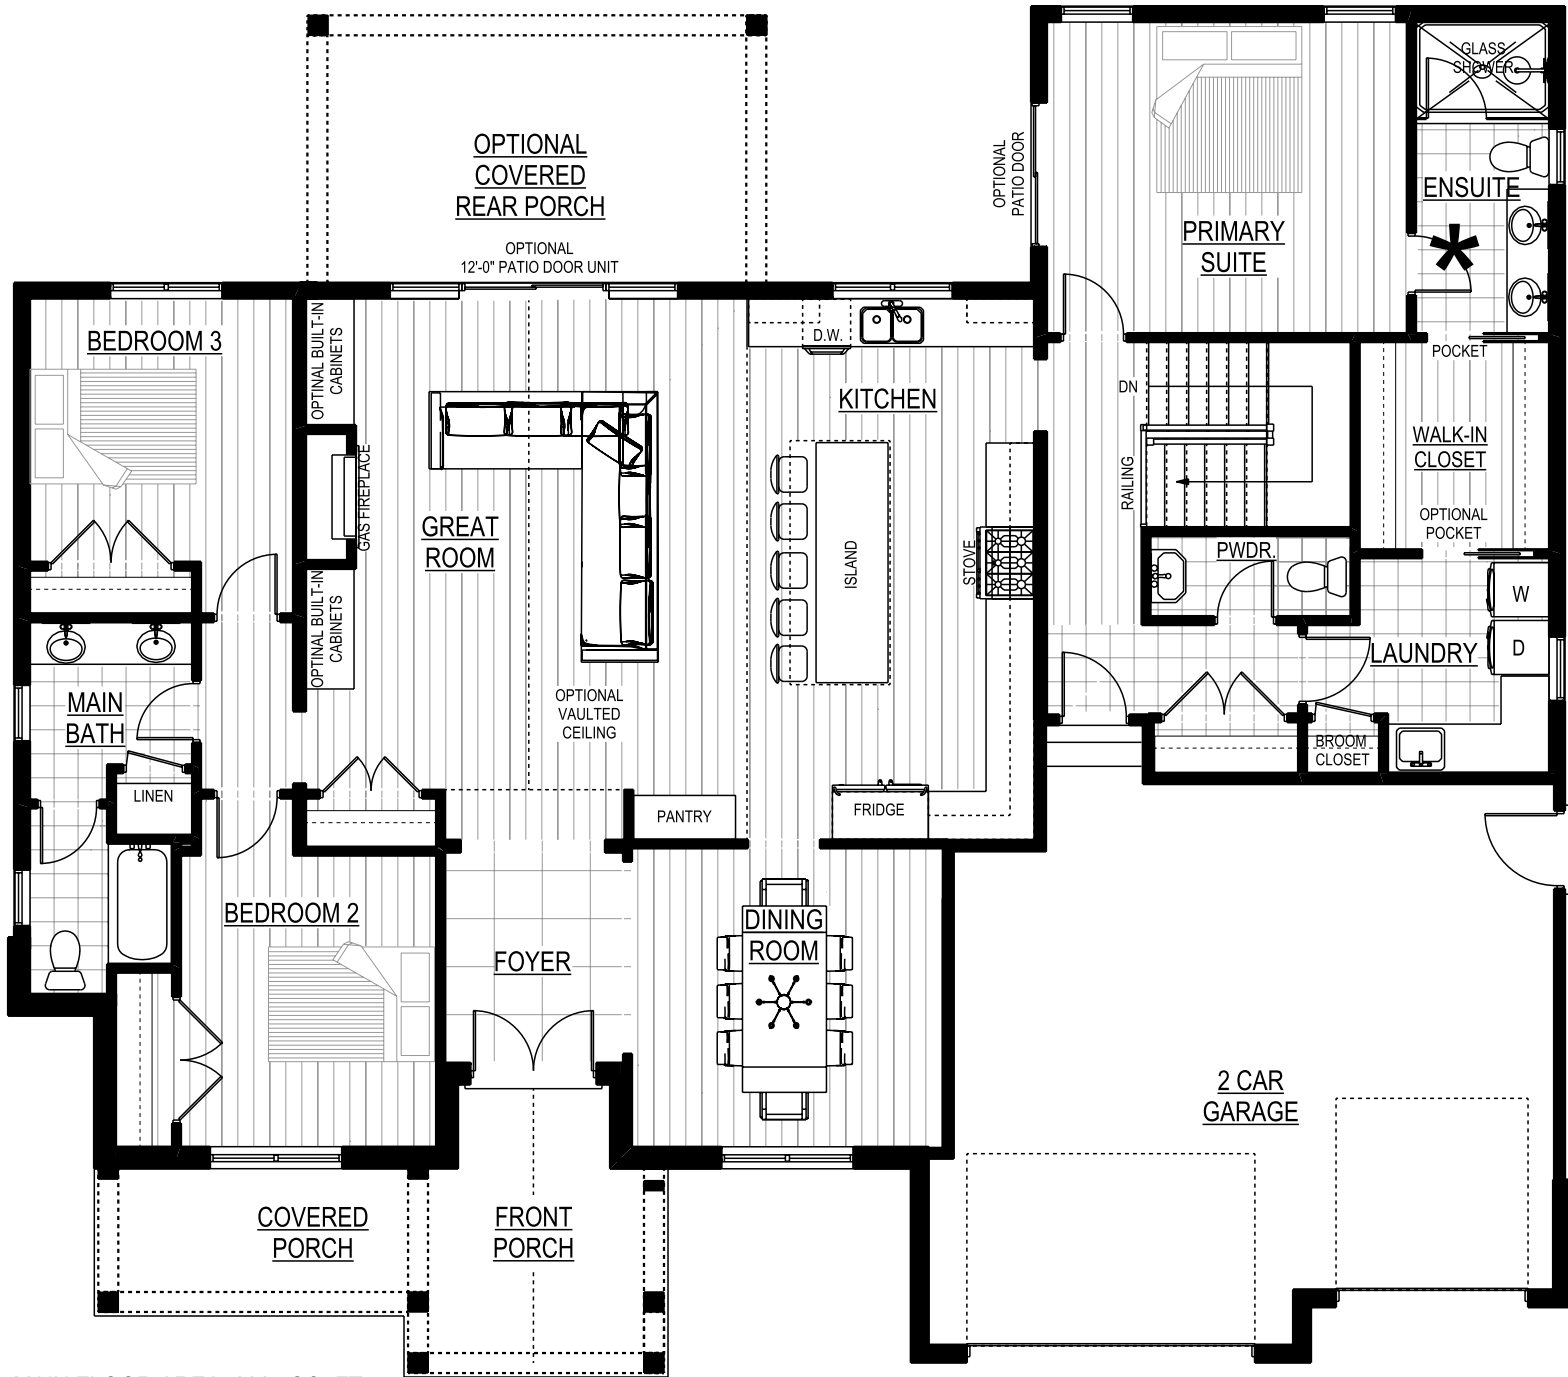 GLASS
SHOWER
OPTIONAL
COVERED
REAR PORCH
OPTIONAL
PATIO DOOR
ENSUITE
PRIMARY
SUITE
OPTIONAL
12'-0" PATIO DOOR UNIT
BEDROOM 3
OPTINAL BUILT-IN
CABINETS
D.W.
POCKET
KITCHEN
DN
WALK-IN
CLOSET
RAILING
GAS FIREPLACE
GREAT
ROOM
OPTIONAL
POCKET
ISLAND
STOVE
PWDR.
W
OPTINAL BUILT-IN
CABINETS
D
LAUNDRY
MAIN
BATH
OPTIONAL
VAULTED
CEILING
BROOM
CLOSET
LINEN
PANTRY
FRIDGE
BEDROOM 2
DINING
ROOM
FOYER
2 CAR
GARAGE
COVERED
PORCH
FRONT
PORCH